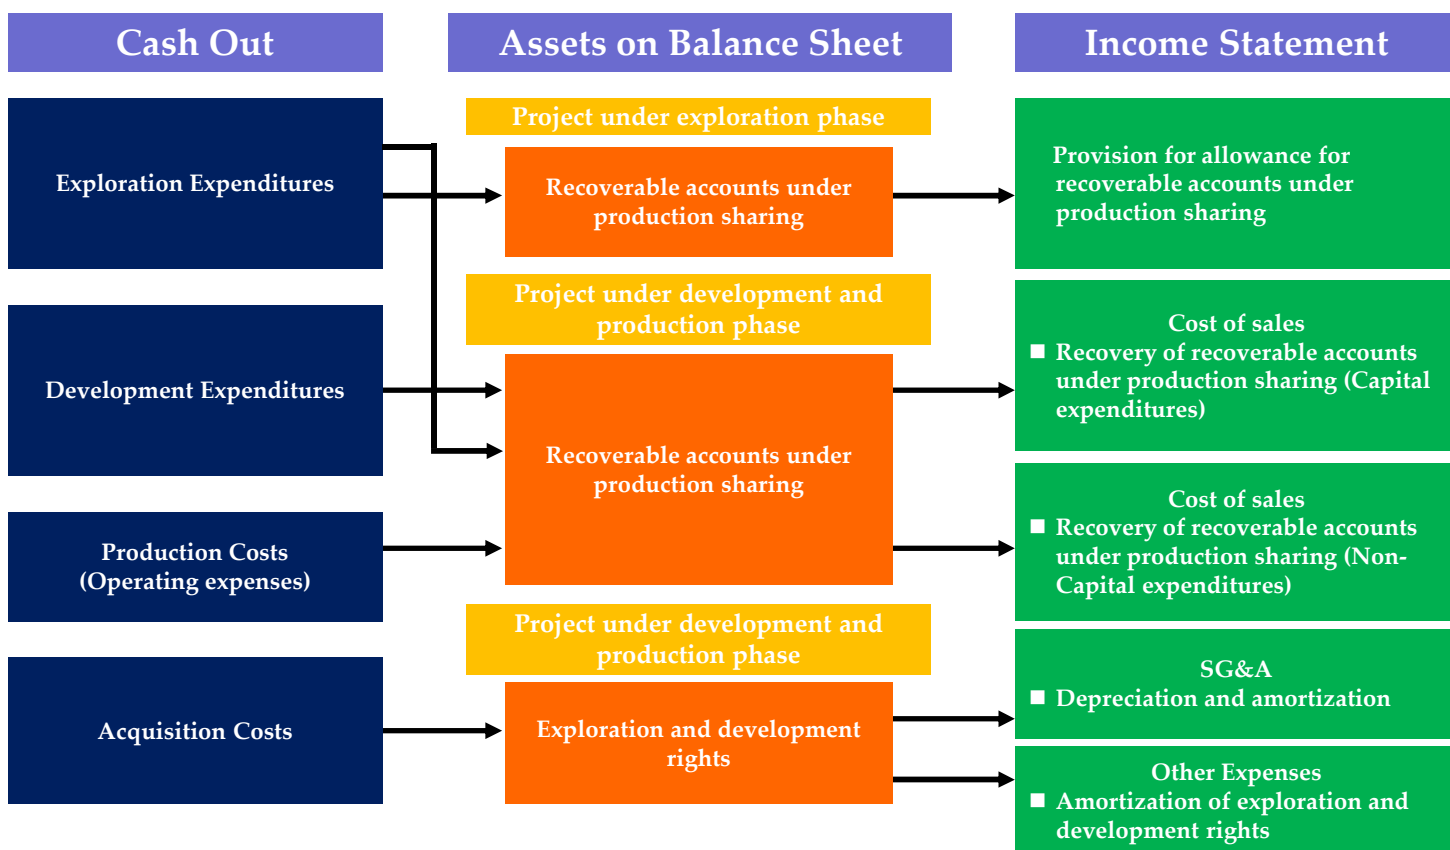 Cash Out
Assets on Balance Sheet
Income Statement
Exploration Expenditures
Development Expenditures
Production Costs
(Operating expenses)
Acquisition Costs
Project under exploration phase
Recoverable accounts under
production sharing
Project under development and
production phase
Recoverable accounts under
production sharing
Project under development and
production phase
Exploration and development
rights
Provision for allowance for
recoverable accounts under
production sharing
Cost of sales
■ Recovery of recoverable accounts
under production sharing (Capital
expenditures)
Cost of sales
■ Recovery of recoverable accounts
under production sharing (Non-
Capital expenditures)
SG&A
■ Depreciation and amortization
Other Expenses
■ Amortization of exploration and
development rights